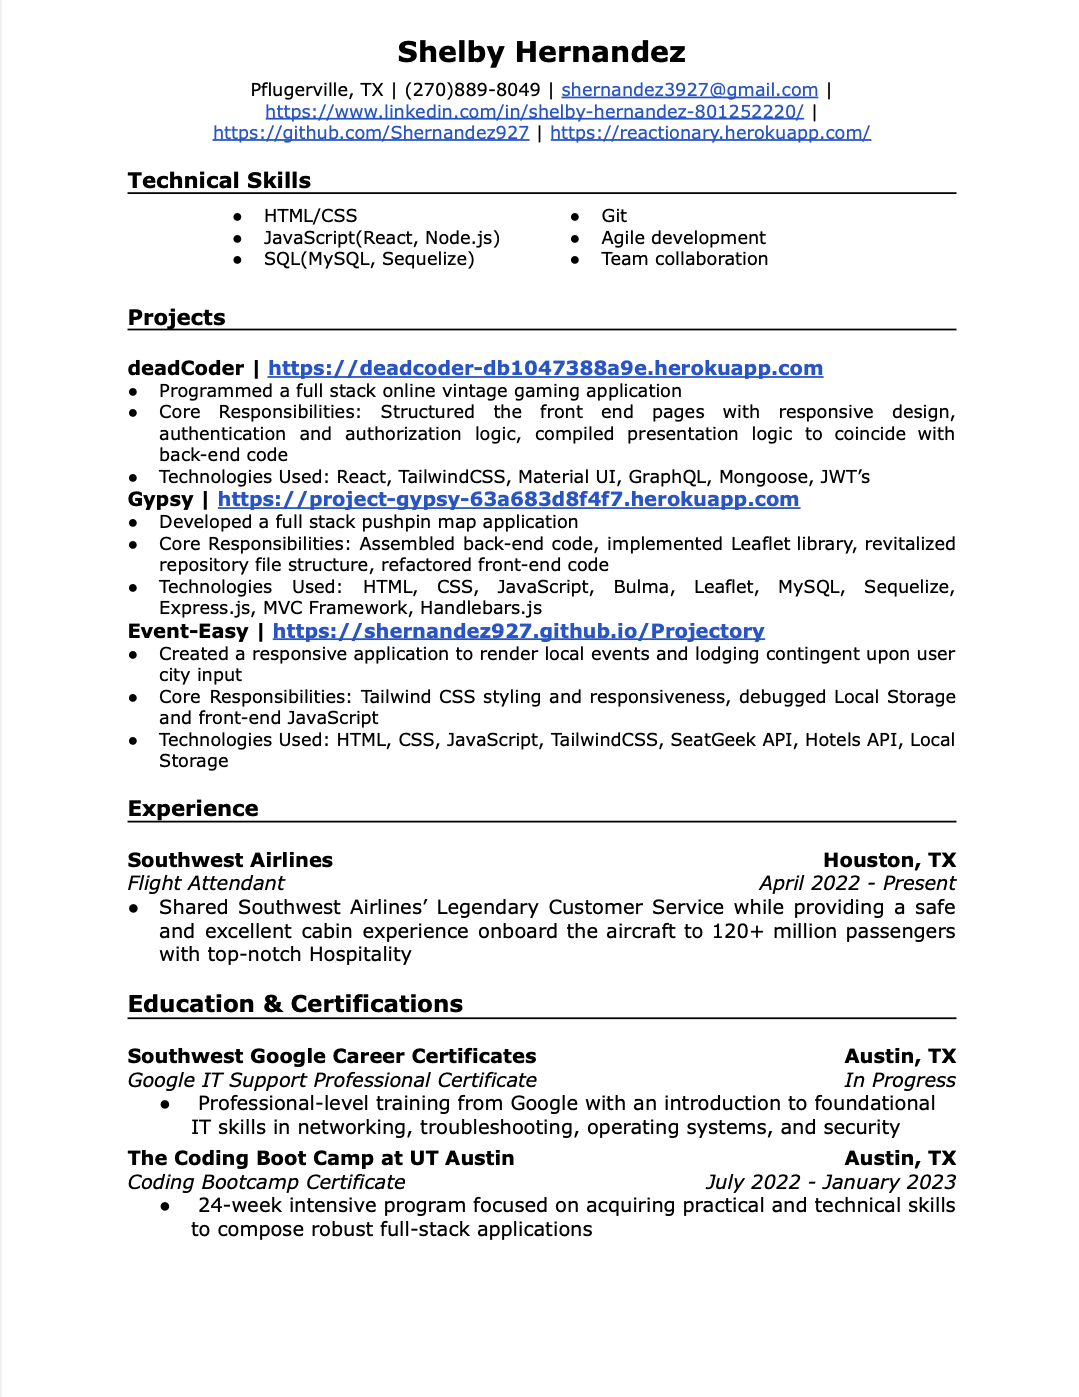 Shelby Hernandez
Pflugerville, TX | (270)889-8049 | shernandez3927@gmail.com |
https://www.linkedin.com/in/shelby-hernandez-801252220/ |
https://github.com/Shernandez927 | https://reactionary.herokuapp.com/
Technical Skills
● HTML/CSS
● JavaScript(React, Node.js)
● SQL(MySQL, Sequelize)
● Git
● Agile development
● Team collaboration
Projects
deadCoder | https://deadcoder-db1047388a9e.herokuapp.com
● Programmed a full stack online vintage gaming application
● Core Responsibilities: Structured the front end pages with responsive design,
authentication and authorization logic, compiled presentation logic to coincide with
back-end code
● Technologies Used: React, TailwindCSS, Material UI, GraphQL, Mongoose, JWT’s
Gypsy | https://project-gypsy-63a683d8f4f7.herokuapp.com
● Developed a full stack pushpin map application
● Core Responsibilities: Assembled back-end code, implemented Leaflet library, revitalized
repository file structure, refactored front-end code
● Technologies Used: HTML, CSS, JavaScript, Bulma, Leaflet, MySQL, Sequelize,
Express.js, MVC Framework, Handlebars.js
Event-Easy | https://shernandez927.github.io/Projectory
● Created a responsive application to render local events and lodging contingent upon user
city input
● Core Responsibilities: Tailwind CSS styling and responsiveness, debugged Local Storage
and front-end JavaScript
● Technologies Used: HTML, CSS, JavaScript, TailwindCSS, SeatGeek API, Hotels API, Local
Storage
Experience
Southwest Airlines Houston, TX
Flight Attendant April 2022 - Present
● Shared Southwest Airlines’ Legendary Customer Service while providing a safe
and excellent cabin experience onboard the aircraft to 120+ million passengers
with top-notch Hospitality
Education & Certifications
Southwest Google Career Certificates Austin, TX
Google IT Support Professional Certificate In Progress
● Professional-level training from Google with an introduction to foundational
IT skills in networking, troubleshooting, operating systems, and security
The Coding Boot Camp at UT Austin Austin, TX
Coding Bootcamp Certificate July 2022 - January 2023
● 24-week intensive program focused on acquiring practical and technical skills
to compose robust full-stack applications